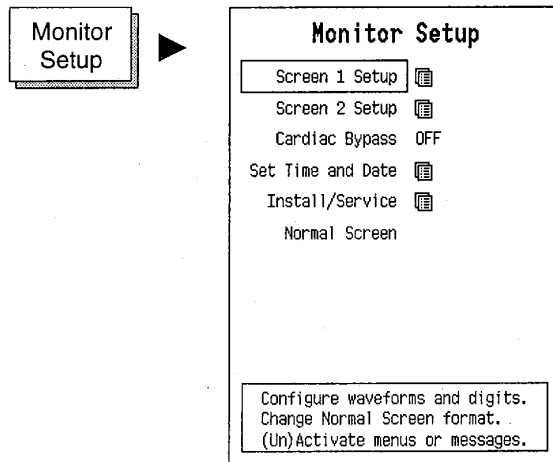 Monitor
Setup
Monitor Setup
Screen 1 Setup
Screen 2 Setup
Cardiac Bypass OFF
Set Time and Date
Install/Service
Normal Screen
Configure waveforms and digits.
Change Normal Screen format.
(Un)Activate menus or messages.